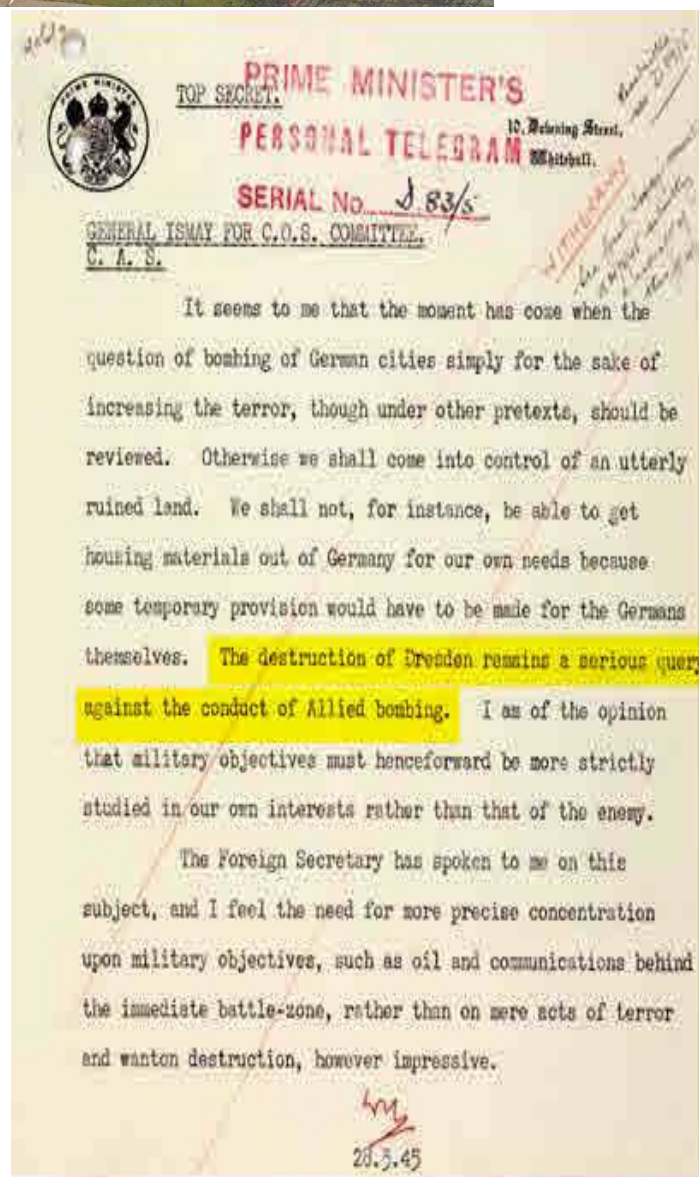 PRIME MINISTER
TOP SECRET.
PRIME MINISTER'S
PERSONAL TELEGRAM
10, Downing Street,
Whitehall.
SERIAL No D 83/5
WITHDRAWN
GENERAL ISMAY FOR C.O.S. COMMITTEE.
C. A. S.
It seems to me that the moment has come when the
question of bombing of German cities simply for the sake of
increasing the terror, though under other pretexts, should be
reviewed. Otherwise we shall come into control of an utterly
ruined land. We shall not, for instance, be able to get
housing materials out of Germany for our own needs because
some temporary provision would have to be made for the Germans
themselves. The destruction of Dresden remains a serious query
against the conduct of Allied bombing. I am of the opinion
that military objectives must henceforward be more strictly
studied in our own interests rather than that of the enemy.
The Foreign Secretary has spoken to me on this
subject, and I feel the need for more precise concentration
upon military objectives, such as oil and communications behind
the immediate battle-zone, rather than on mere acts of terror
and wanton destruction, however impressive.
28.3.45